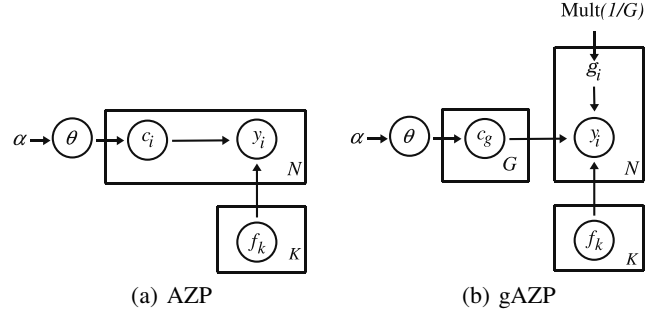 Mult(1/G)
g_i
α θ c_i y_i
N
f_k
K
α θ c_g y_i
G N
f_k
K
(a) AZP (b) gAZP